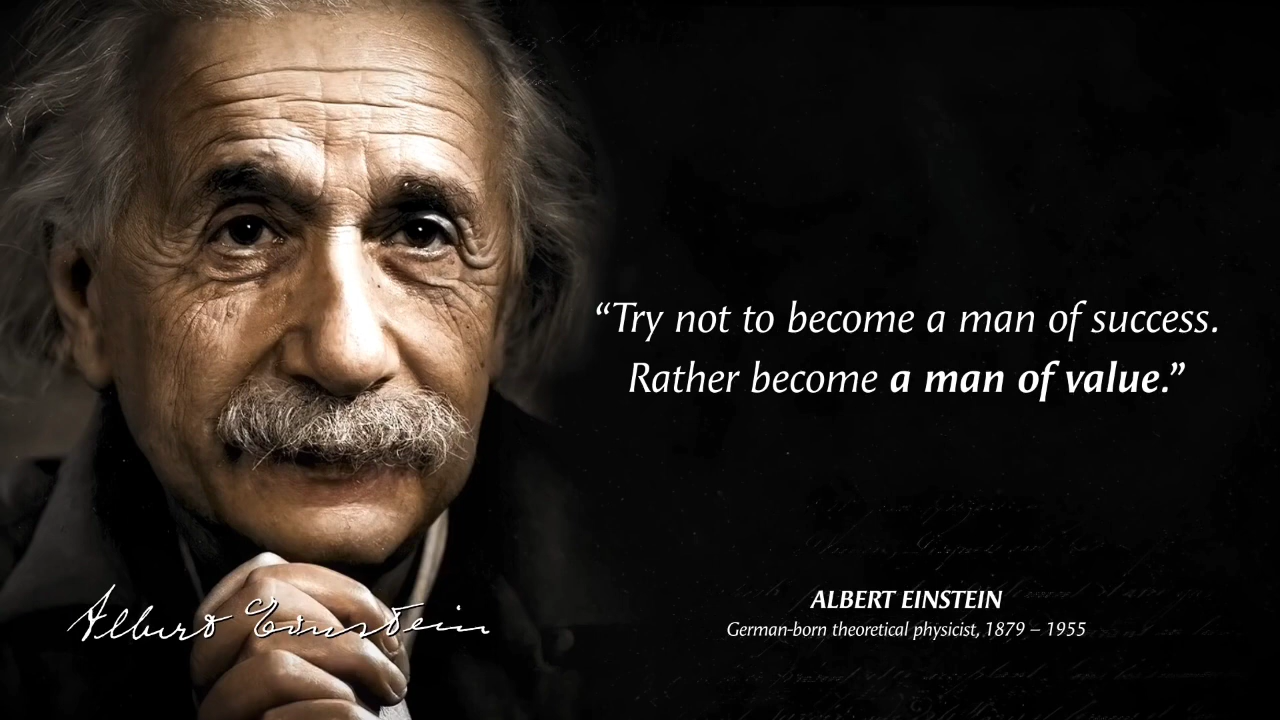 “Try not to become a man of success.
Rather become a man of value.”
Albert Einstein
ALBERT EINSTEIN
German-born theoretical physicist, 1879 – 1955